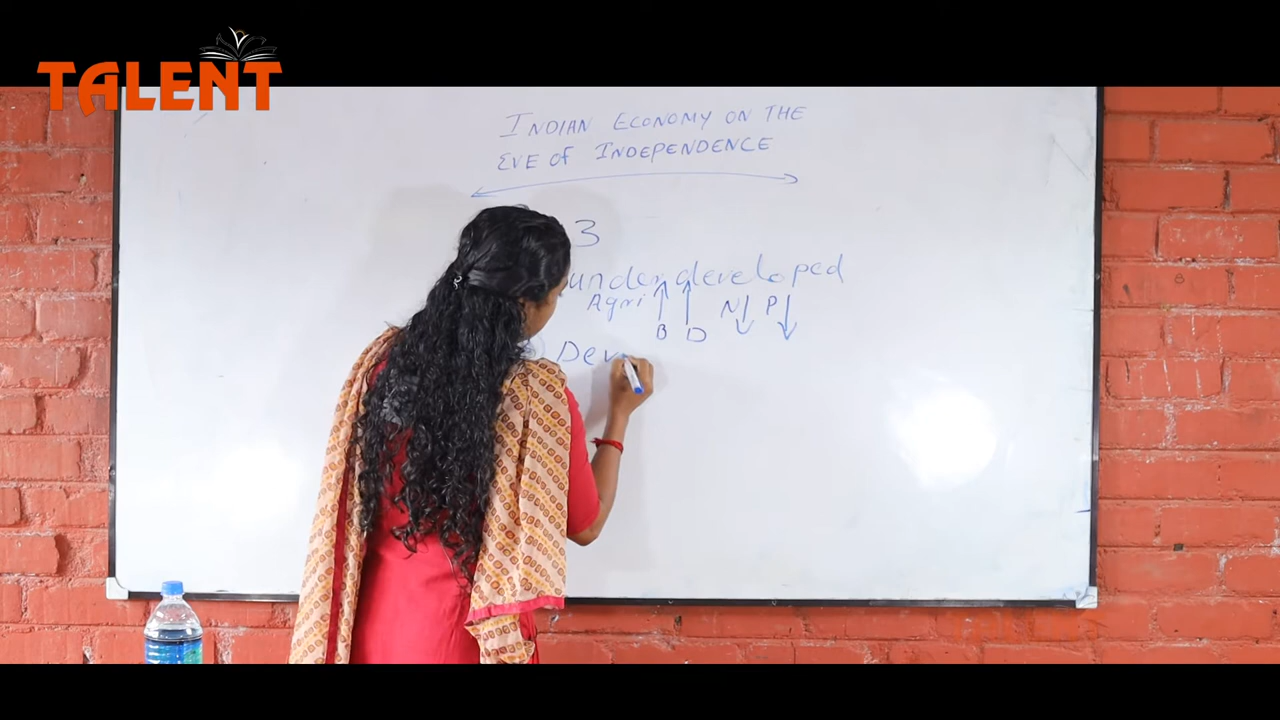 TALENT
INDIAN ECONOMY ON THE
EVE OF INDEPENDENCE
3
underdeveloped
Agri N P
B D
Dev